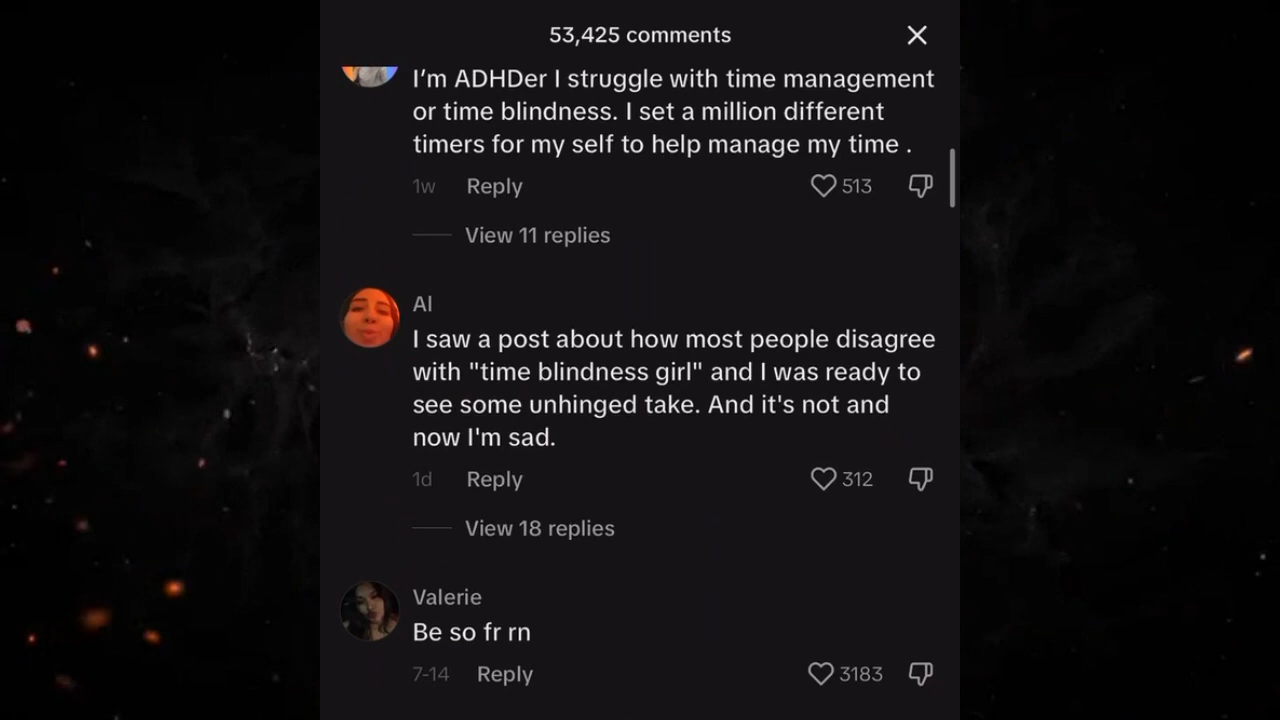 53,425 comments
I'm ADHDer I struggle with time management
or time blindness. I set a million different
timers for my self to help manage my time .
1w Reply 513
View 11 replies
Al
I saw a post about how most people disagree
with "time blindness girl" and I was ready to
see some unhinged take. And it's not and
now I'm sad.
1d Reply 312
View 18 replies
Valerie
Be so fr rn
7-14 Reply 3183